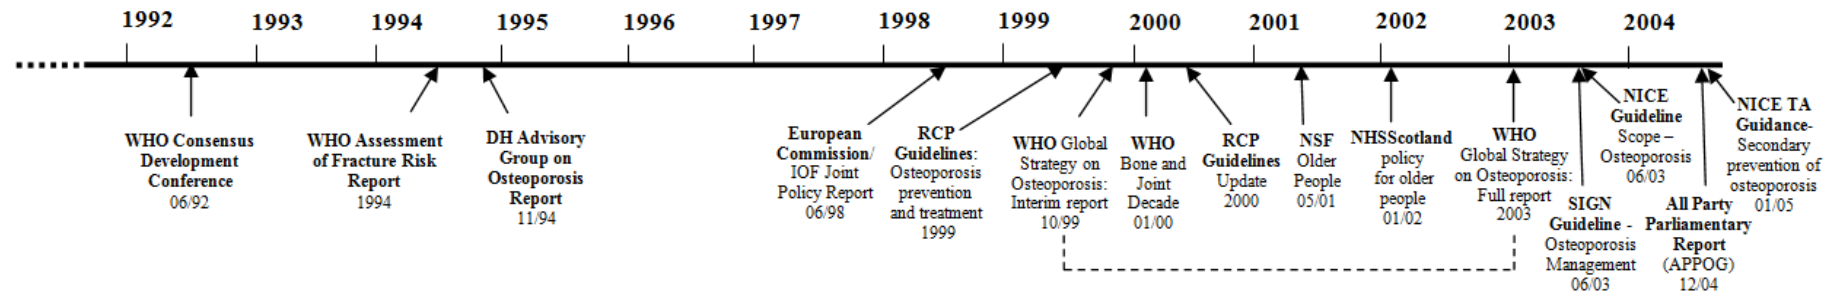 1992 1993 1994 1995 1996 1997 1998 1999 2000 2001 2002 2003 2004
WHO Consensus
Development
Conference
06/92
WHO Assessment
of Fracture Risk
Report
1994
DH Advisory
Group on
Osteoporosis
Report
11/94
European
Commission/
IOF Joint
Policy Report
06/98
RCP
Guidelines:
Osteoporosis
prevention
and treatment
1999
WHO Global
Strategy on
Osteoporosis:
Interim report
10/99
WHO
Bone and
Joint
Decade
01/00
RCP
Guidelines
Update
2000
NSF
Older
People
05/01
NHSScotland
policy
for older
people
01/02
WHO
Global Strategy
on Osteoporosis:
Full report
2003
SIGN
Guideline -
Osteoporosis
Management
06/03
NICE
Guideline
Scope –
Osteoporosis
06/03
All Party
Parliamentary
Report
(APPOG)
12/04
NICE TA
Guidance-
Secondary
prevention of
osteoporosis
01/05